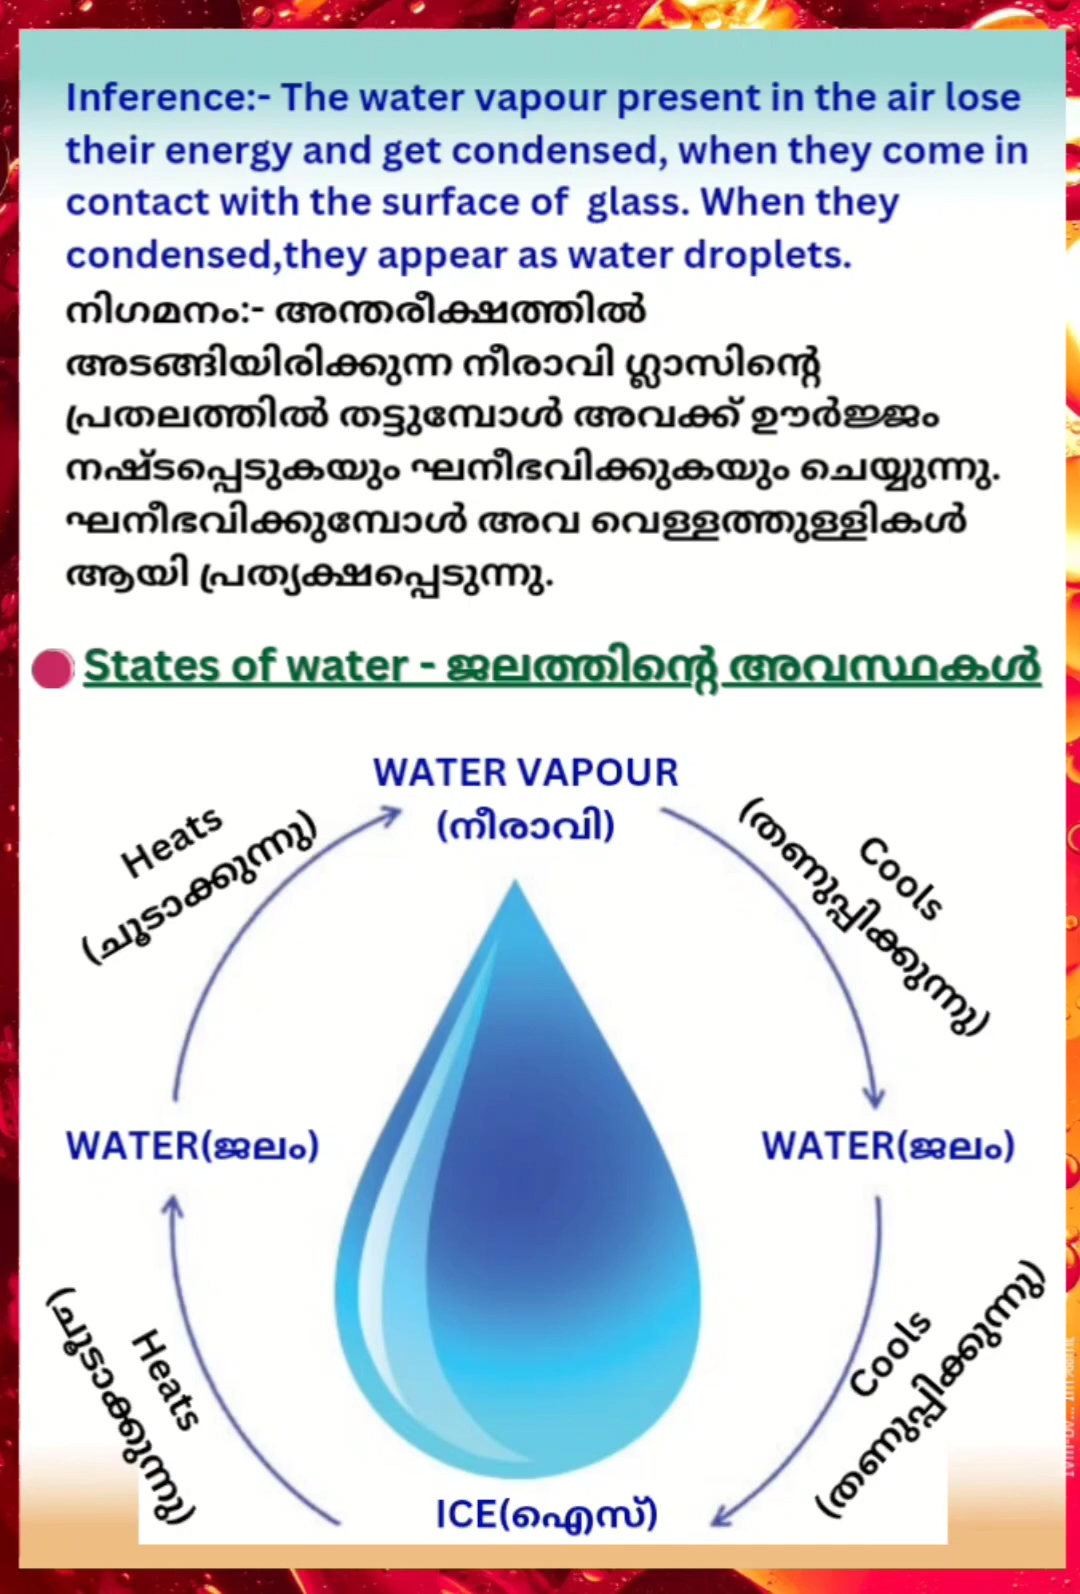 Inference:- The water vapour present in the air lose
their energy and get condensed, when they come in
contact with the surface of glass. When they
condensed,they appear as water droplets.
നിഗമനം:- അന്തരീക്ഷത്തിൽ
അടങ്ങിയിരിക്കുന്ന നീരാവി ഗ്ലാസിന്റെ
പ്രതലത്തിൽ തട്ടുമ്പോൾ അവക്ക് ഊർജ്ജം
നഷ്ടപ്പെടുകയും ഘനീഭവിക്കുകയും ചെയ്യുന്നു.
ഘനീഭവിക്കുമ്പോൾ അവ വെള്ളത്തുള്ളികൾ
ആയി പ്രത്യക്ഷപ്പെടുന്നു.
States of water - ജലത്തിന്റെ അവസ്ഥകൾ
WATER VAPOUR
(നീരാവി)
Heats
(ചൂടാക്കുന്നു)
Cools
(തണുപ്പിക്കുന്നു)
WATER(ജലം)
WATER(ജലം)
Heats
(ചൂടാക്കുന്നു)
Cools
(തണുപ്പിക്കുന്നു)
ICE(ഐസ്)